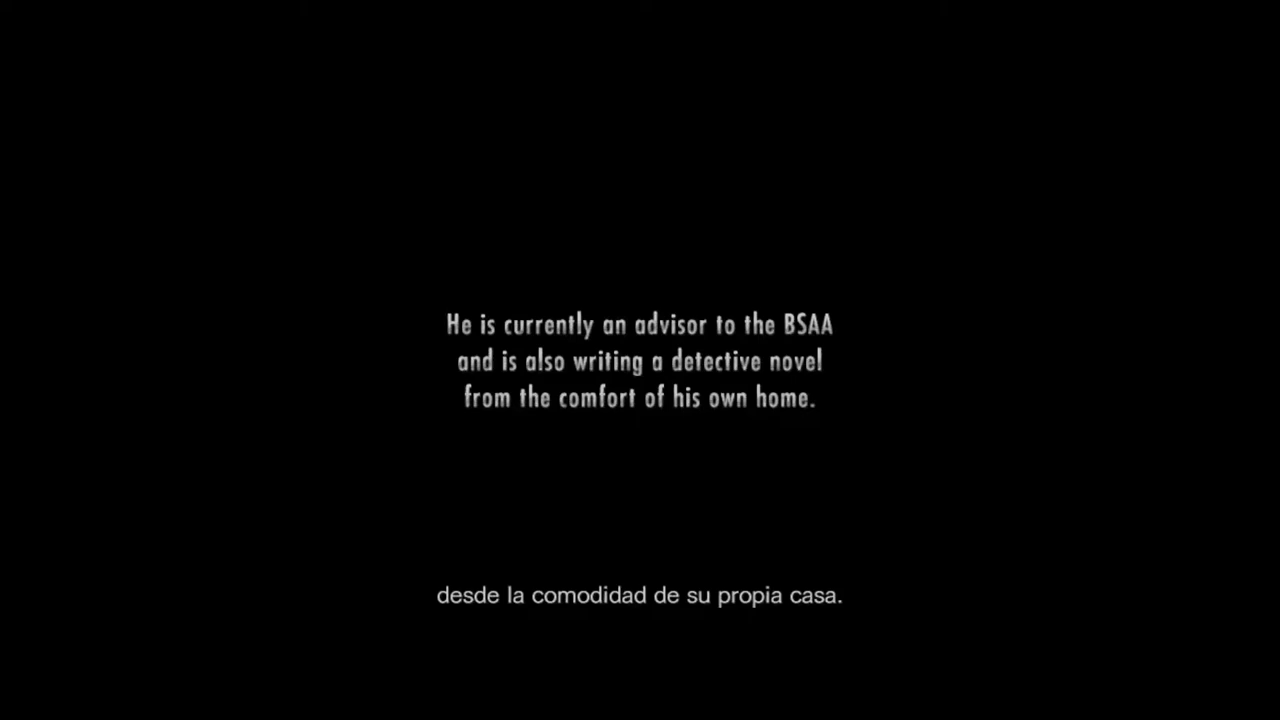 He is currently an advisor to the BSAA
and is also writing a detective novel
from the comfort of his own home.
desde la comodidad de su propia casa.